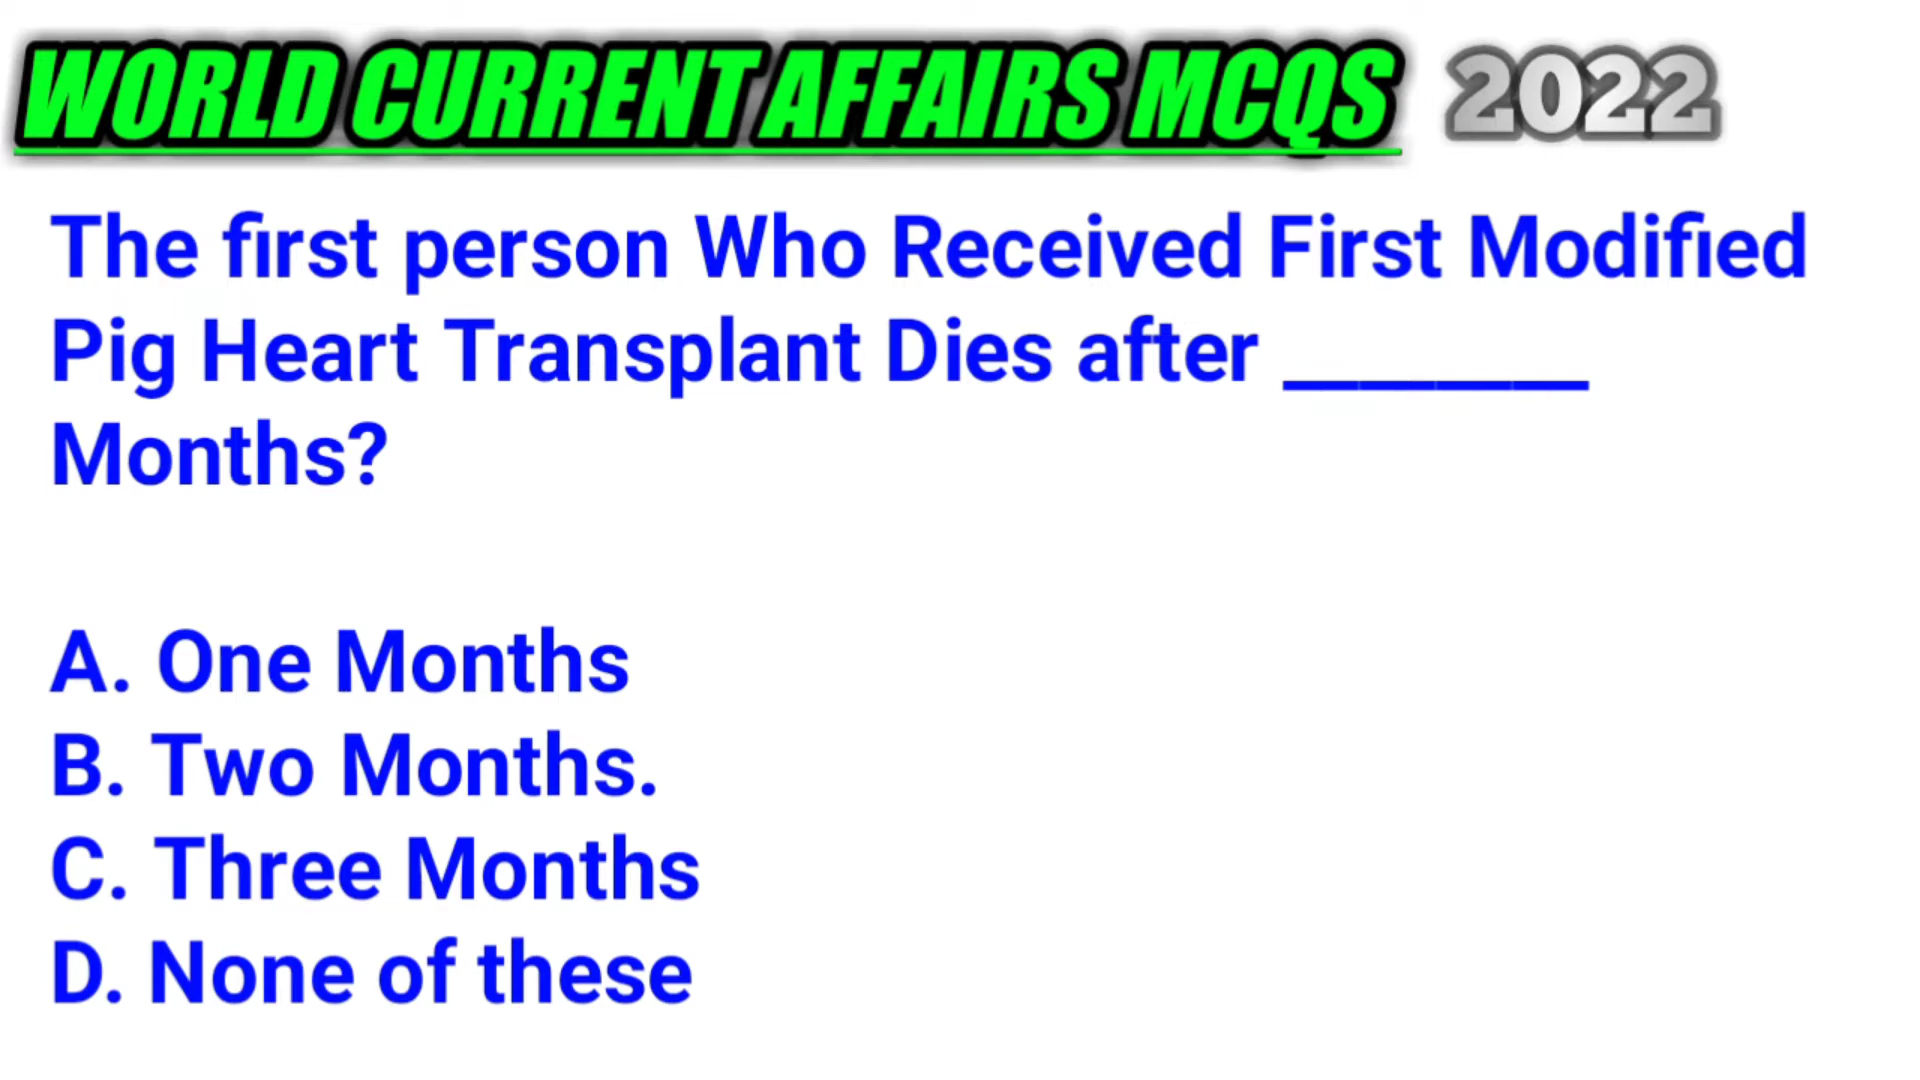 WORLD CURRENT AFFAIRS MCQS 2022
The first person Who Received First Modified
Pig Heart Transplant Dies after ________
Months?
A. One Months
B. Two Months.
C. Three Months
D. None of these